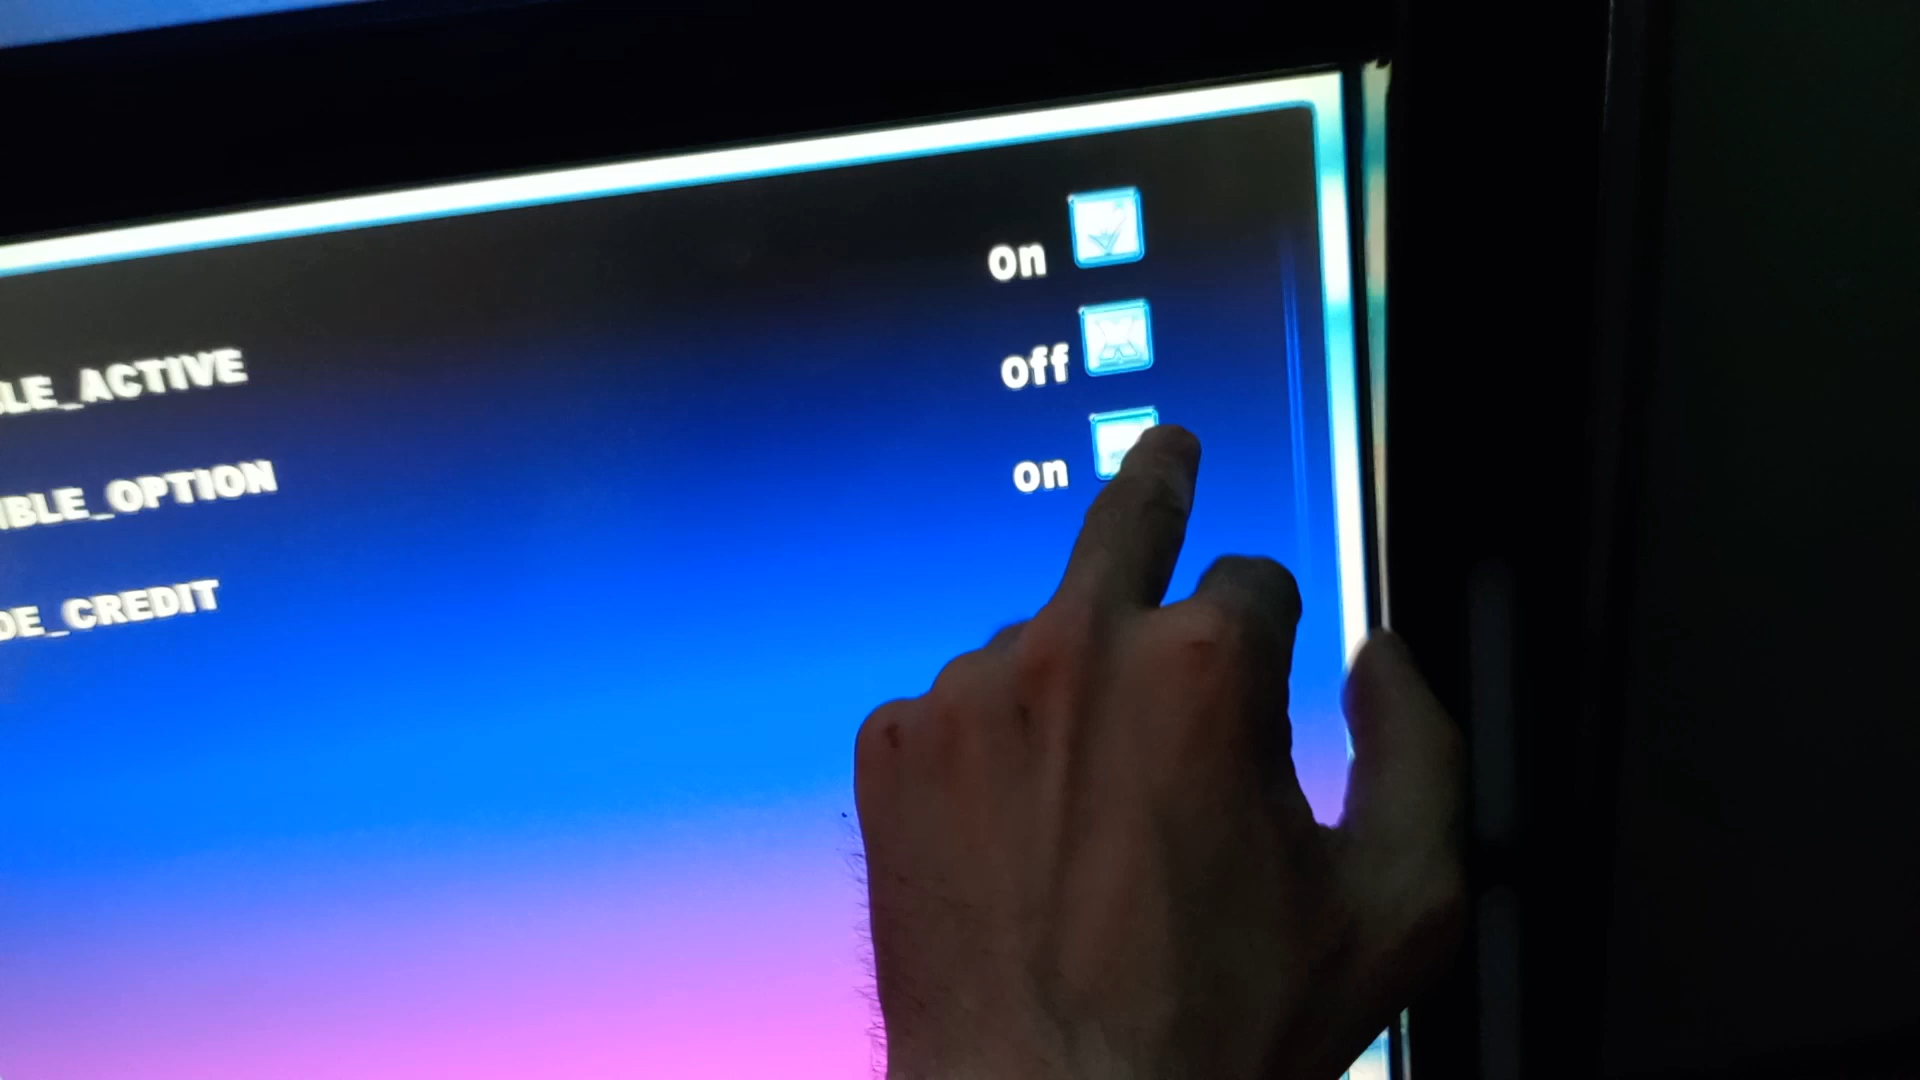 on
LE_ACTIVE off
IBLE_OPTION on
DE_CREDIT